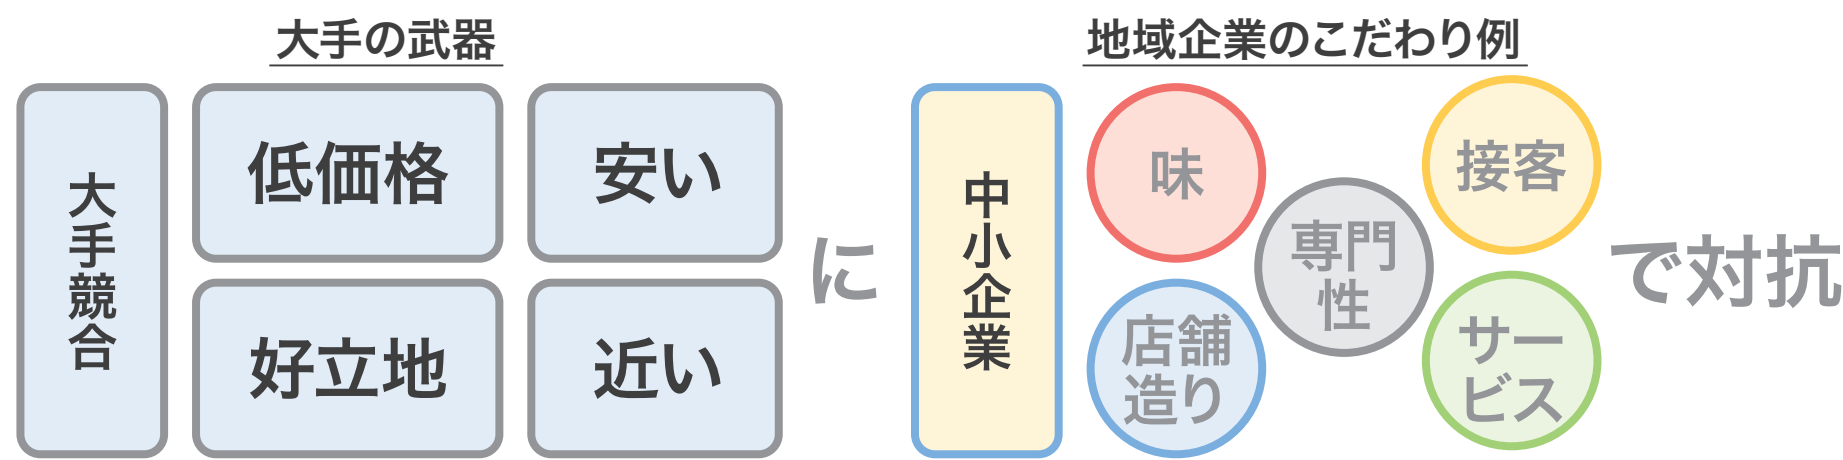 大手の武器
大手競合
低価格
安い
好立地
近い
に
地域企業のこだわり例
中小企業
味
接客
専門
性
店舗
造り
サー
ビス
で対抗